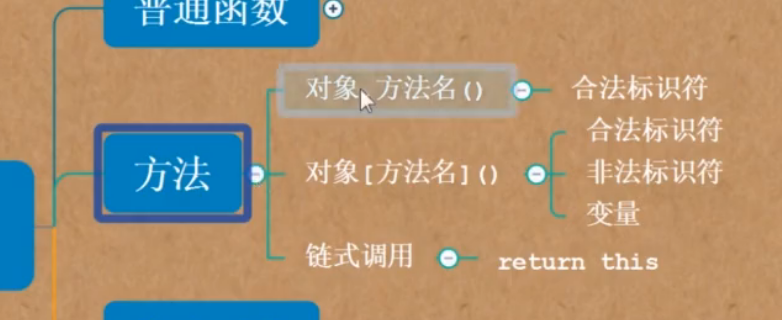 普通函数
对象.方法名()
合法标识符
方法
对象[方法名]()
合法标识符
非法标识符
变量
链式调用
return this